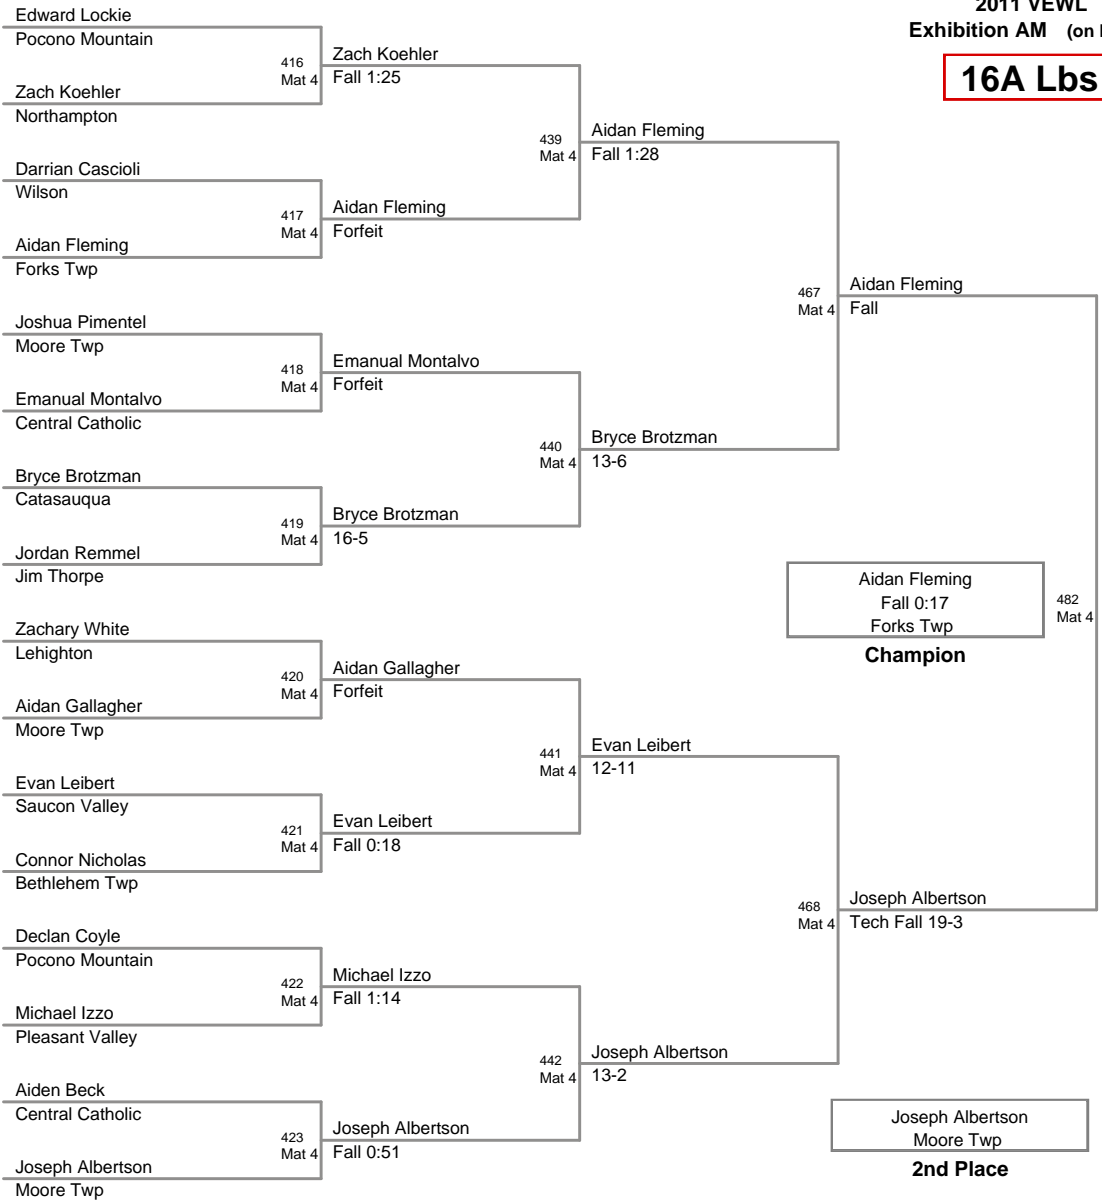 2011 VEWL
Exhibition AM (on
16A Lbs
Edward Lockie
Pocono Mountain
416
Mat 4
Zach Koehler
Fall 1:25
Zach Koehler
Northampton
439
Mat 4
Aidan Fleming
Fall 1:28
Darrian Cascioli
Wilson
417
Mat 4
Aidan Fleming
Forfeit
Aidan Fleming
Forks Twp
467
Mat 4
Aidan Fleming
Fall
Joshua Pimentel
Moore Twp
418
Mat 4
Emanual Montalvo
Forfeit
Emanual Montalvo
Central Catholic
440
Mat 4
Bryce Brotzman
13-6
Bryce Brotzman
Catasauqua
419
Mat 4
Bryce Brotzman
16-5
Jordan Remmel
Jim Thorpe
Aidan Fleming
Fall 0:17
Forks Twp
Champion
482
Mat 4
Zachary White
Lehighton
420
Mat 4
Aidan Gallagher
Forfeit
Aidan Gallagher
Moore Twp
441
Mat 4
Evan Leibert
12-11
Evan Leibert
Saucon Valley
421
Mat 4
Evan Leibert
Fall 0:18
Connor Nicholas
Bethlehem Twp
468
Mat 4
Joseph Albertson
Tech Fall 19-3
Declan Coyle
Pocono Mountain
422
Mat 4
Michael Izzo
Fall 1:14
Michael Izzo
Pleasant Valley
442
Mat 4
Joseph Albertson
13-2
Aiden Beck
Central Catholic
423
Mat 4
Joseph Albertson
Fall 0:51
Joseph Albertson
Moore Twp
Joseph Albertson
Moore Twp
2nd Place